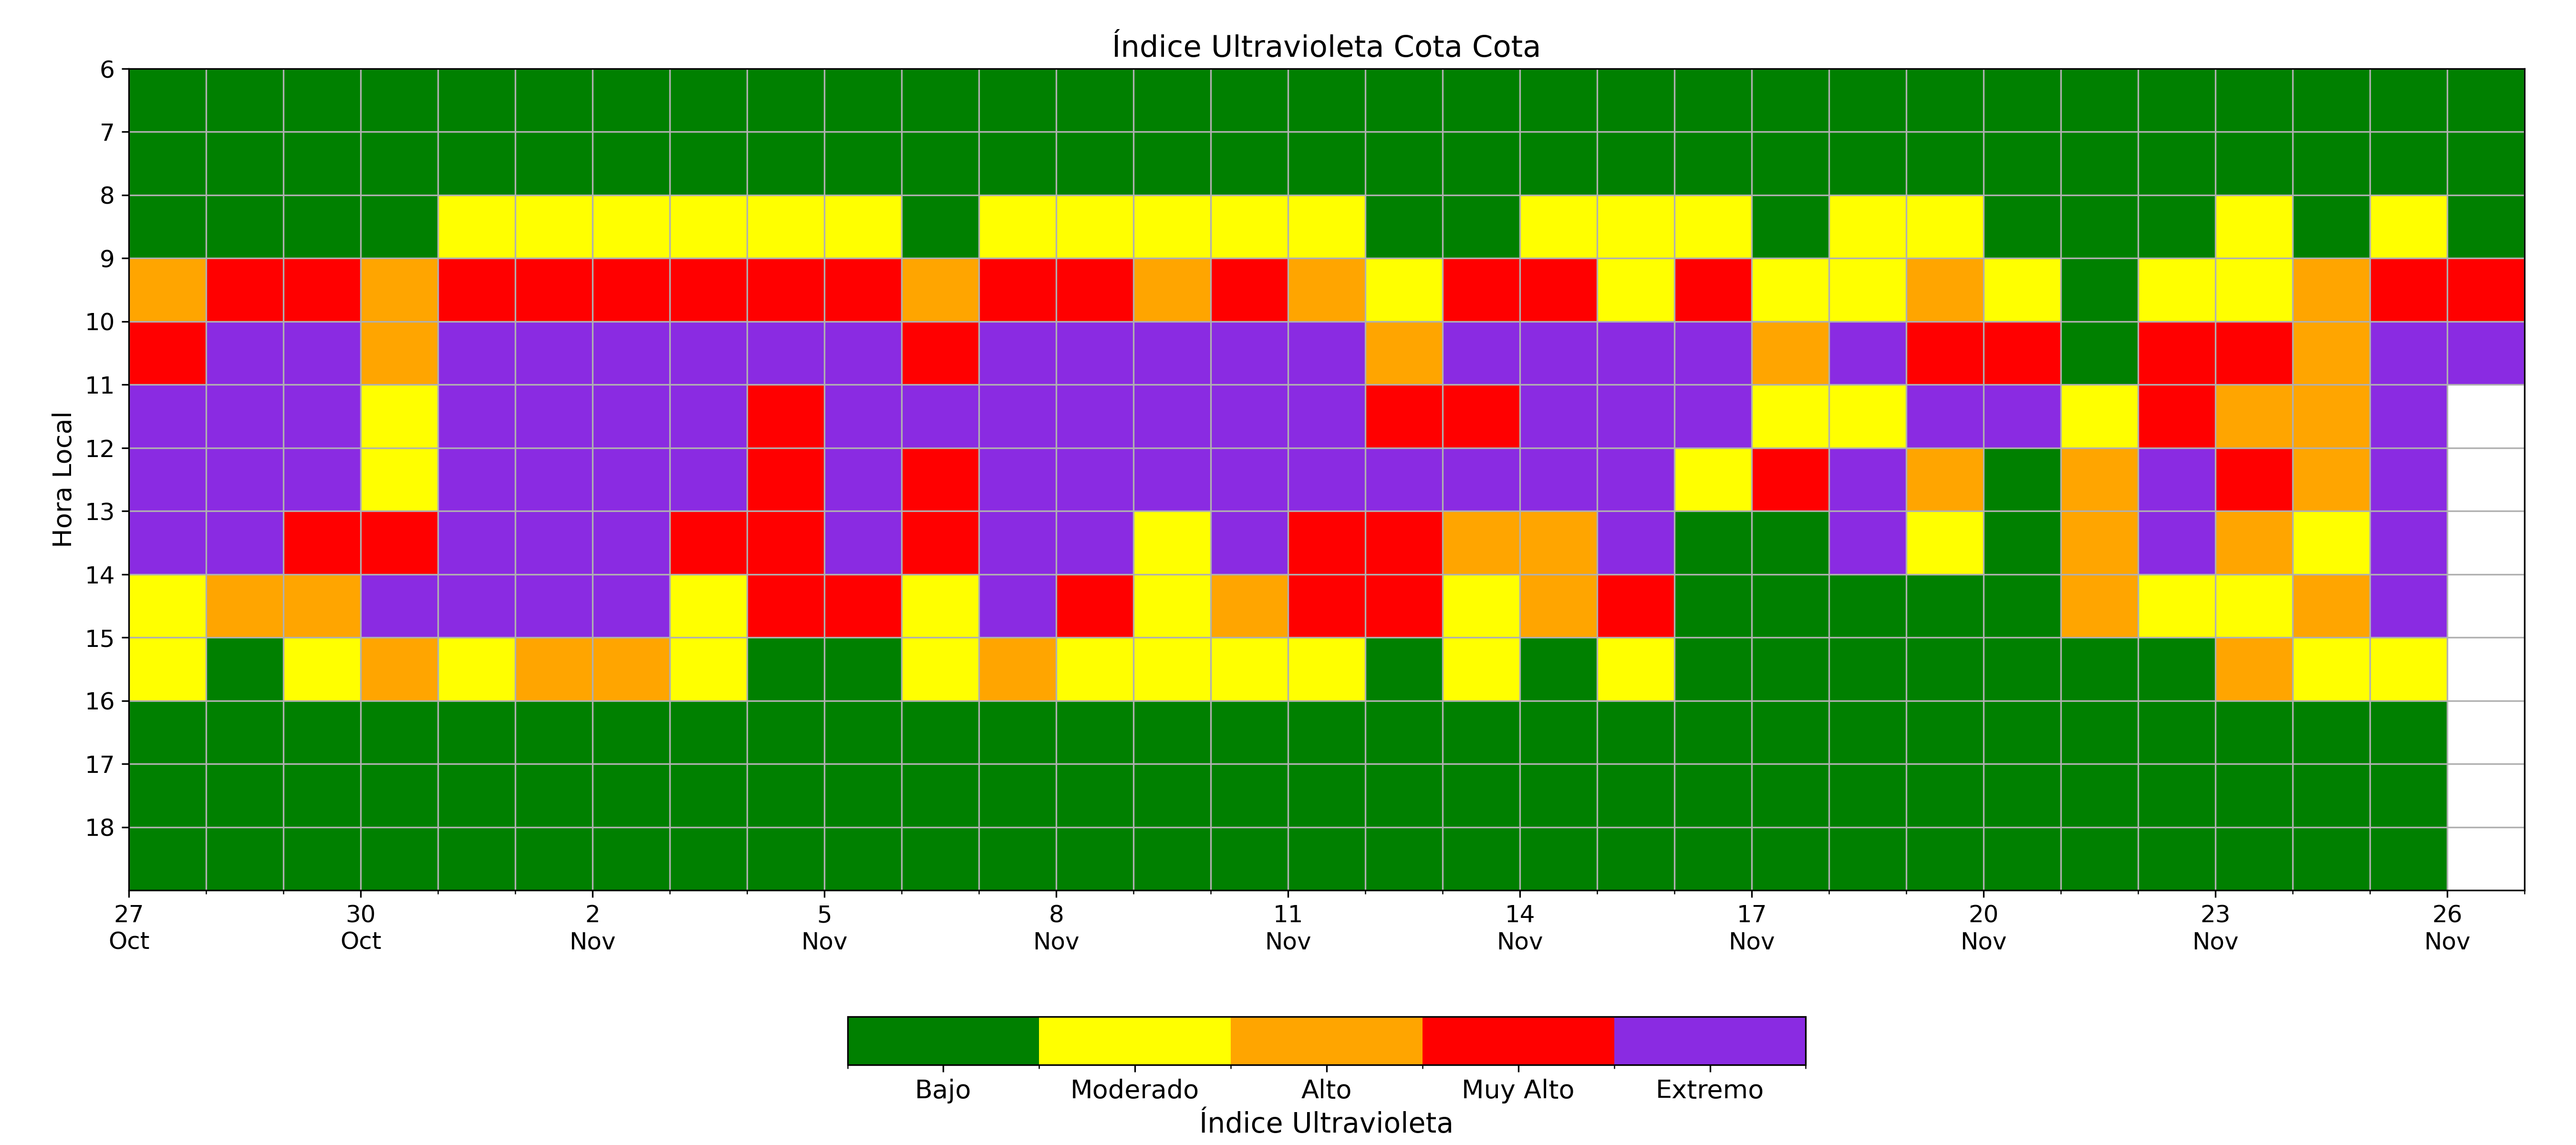 Índice Ultravioleta Cota Cota
6
7
8
9
10
11
12
13
14
15
16
17
18
Hora Local
27 30 2 5 8 11 14 17 20 23 26
Oct Oct Nov Nov Nov Nov Nov Nov Nov Nov Nov
Bajo Moderado Alto Muy Alto Extremo
Índice Ultravioleta